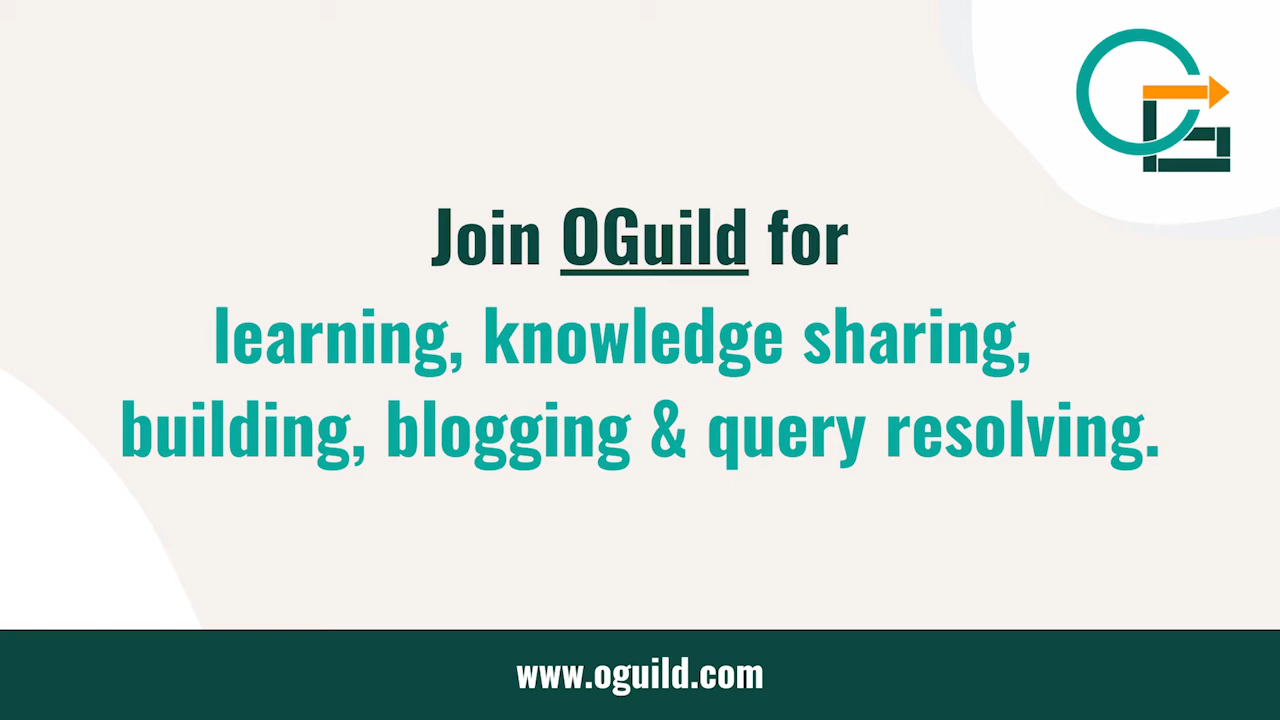 Join OGuild for
learning, knowledge sharing,
building, blogging & query resolving.
www.oguild.com